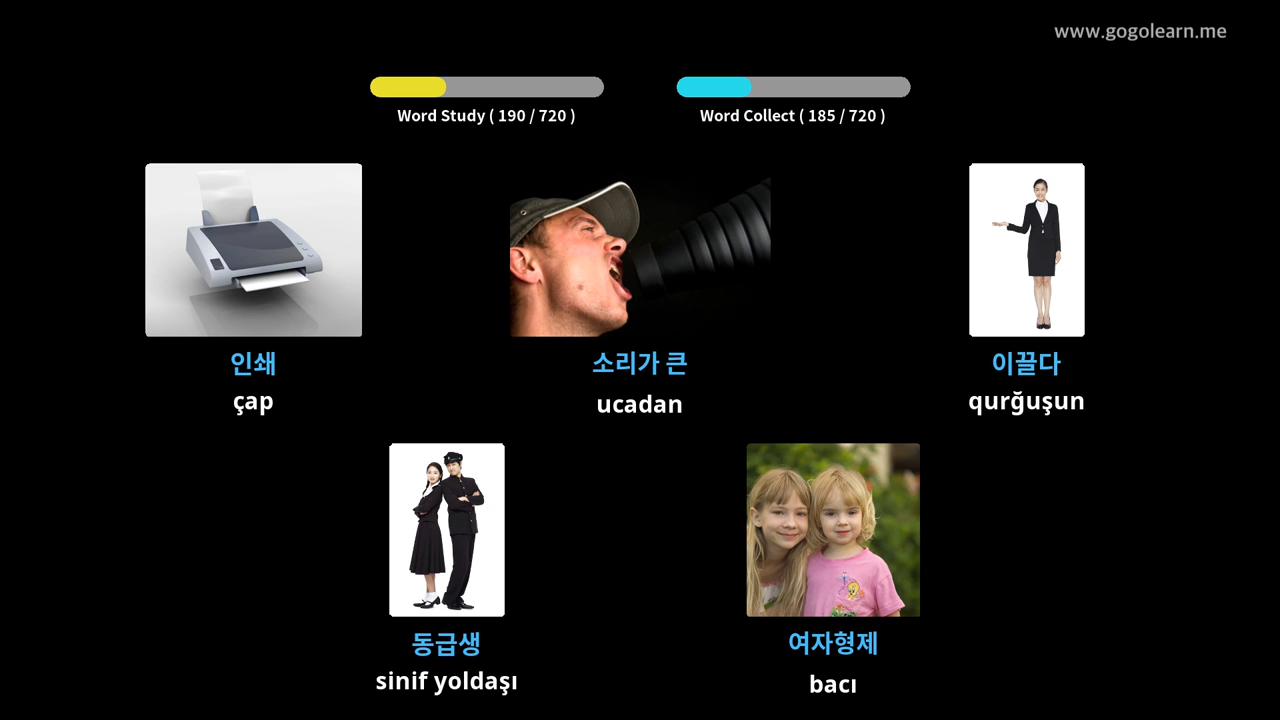 www.gogolearn.me
Word Study ( 190 / 720 )
Word Collect ( 185 / 720 )
인쇄
çap
소리가 큰
ucadan
이끌다
qurğuşun
동급생
sinif yoldaşı
여자형제
bacı